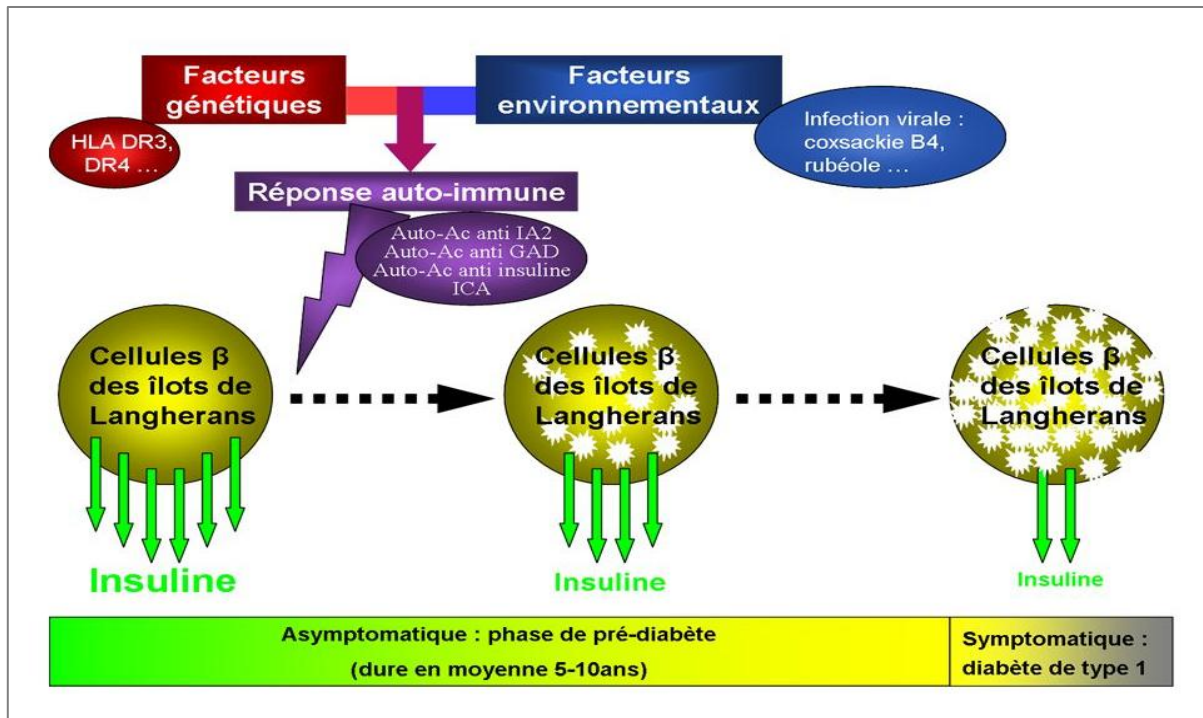 Facteurs
génétiques
Facteurs
environnementaux
HLA DR3,
DR4 ...
Infection virale :
coxsackie B4,
rubéole ...
Réponse auto-immune
Auto-Ac anti IA2
Auto-Ac anti GAD
Auto-Ac anti insuline
ICA
Cellules β
des îlots de
Langherans
Cellules β
des îlots de
Langherans
Cellules β
des îlots de
Langherans
Insuline
Insuline
Insuline
Asymptomatique : phase de pré-diabète
(dure en moyenne 5-10ans)
Symptomatique :
diabète de type 1